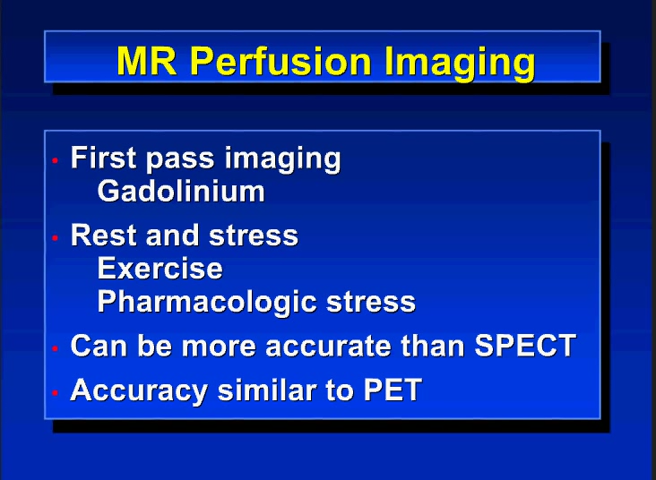 MR Perfusion Imaging
• First pass imaging
Gadolinium
• Rest and stress
Exercise
Pharmacologic stress
• Can be more accurate than SPECT
• Accuracy similar to PET